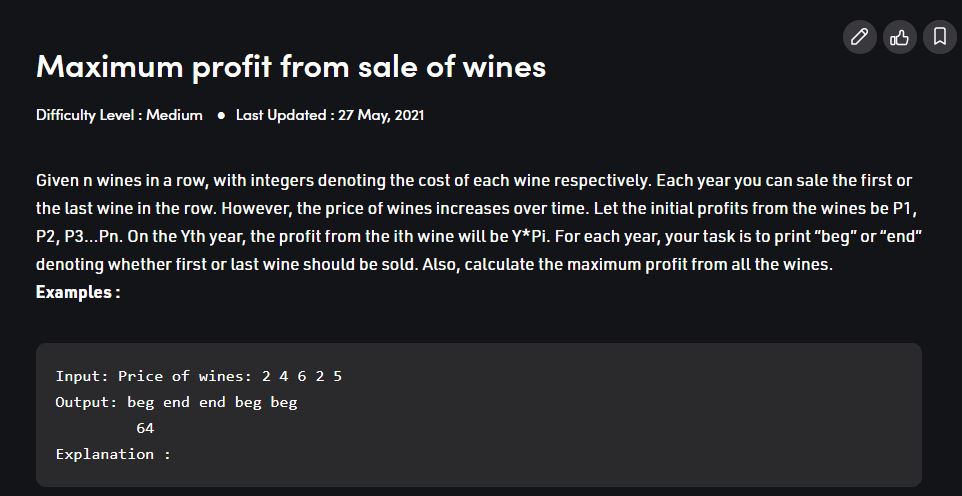 Maximum profit from sale of wines
Difficulty Level : Medium ● Last Updated : 27 May, 2021
Given n wines in a row, with integers denoting the cost of each wine respectively. Each year you can sale the first or
the last wine in the row. However, the price of wines increases over time. Let the initial profits from the wines be P1,
P2, P3…Pn. On the Yth year, the profit from the ith wine will be Y*Pi. For each year, your task is to print “beg” or “end”
denoting whether first or last wine should be sold. Also, calculate the maximum profit from all the wines.
Examples :
Input: Price of wines: 2 4 6 2 5
Output: beg end end beg beg
64
Explanation :